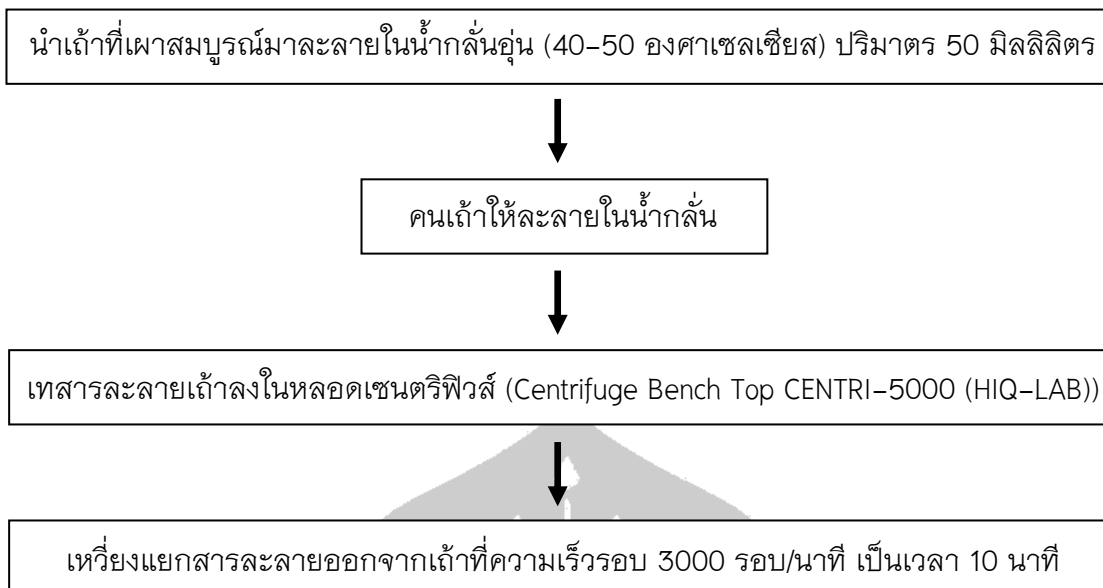 นำเถ้าที่เผาสมบูรณ์มาละลายในน้ำกลั่นอุ่น (40-50 องศาเซลเซียส) ปริมาตร 50 มิลลิลิตร
คนเถ้าให้ละลายในน้ำกลั่น
เทสารละลายเถ้าลงในหลอดเซนตริฟิวส์ (Centrifuge Bench Top CENTRI-5000 (HIQ-LAB))
เหวี่ยงแยกสารละลายออกจากเถ้าที่ความเร็วรอบ 3000 รอบ/นาที เป็นเวลา 10 นาที